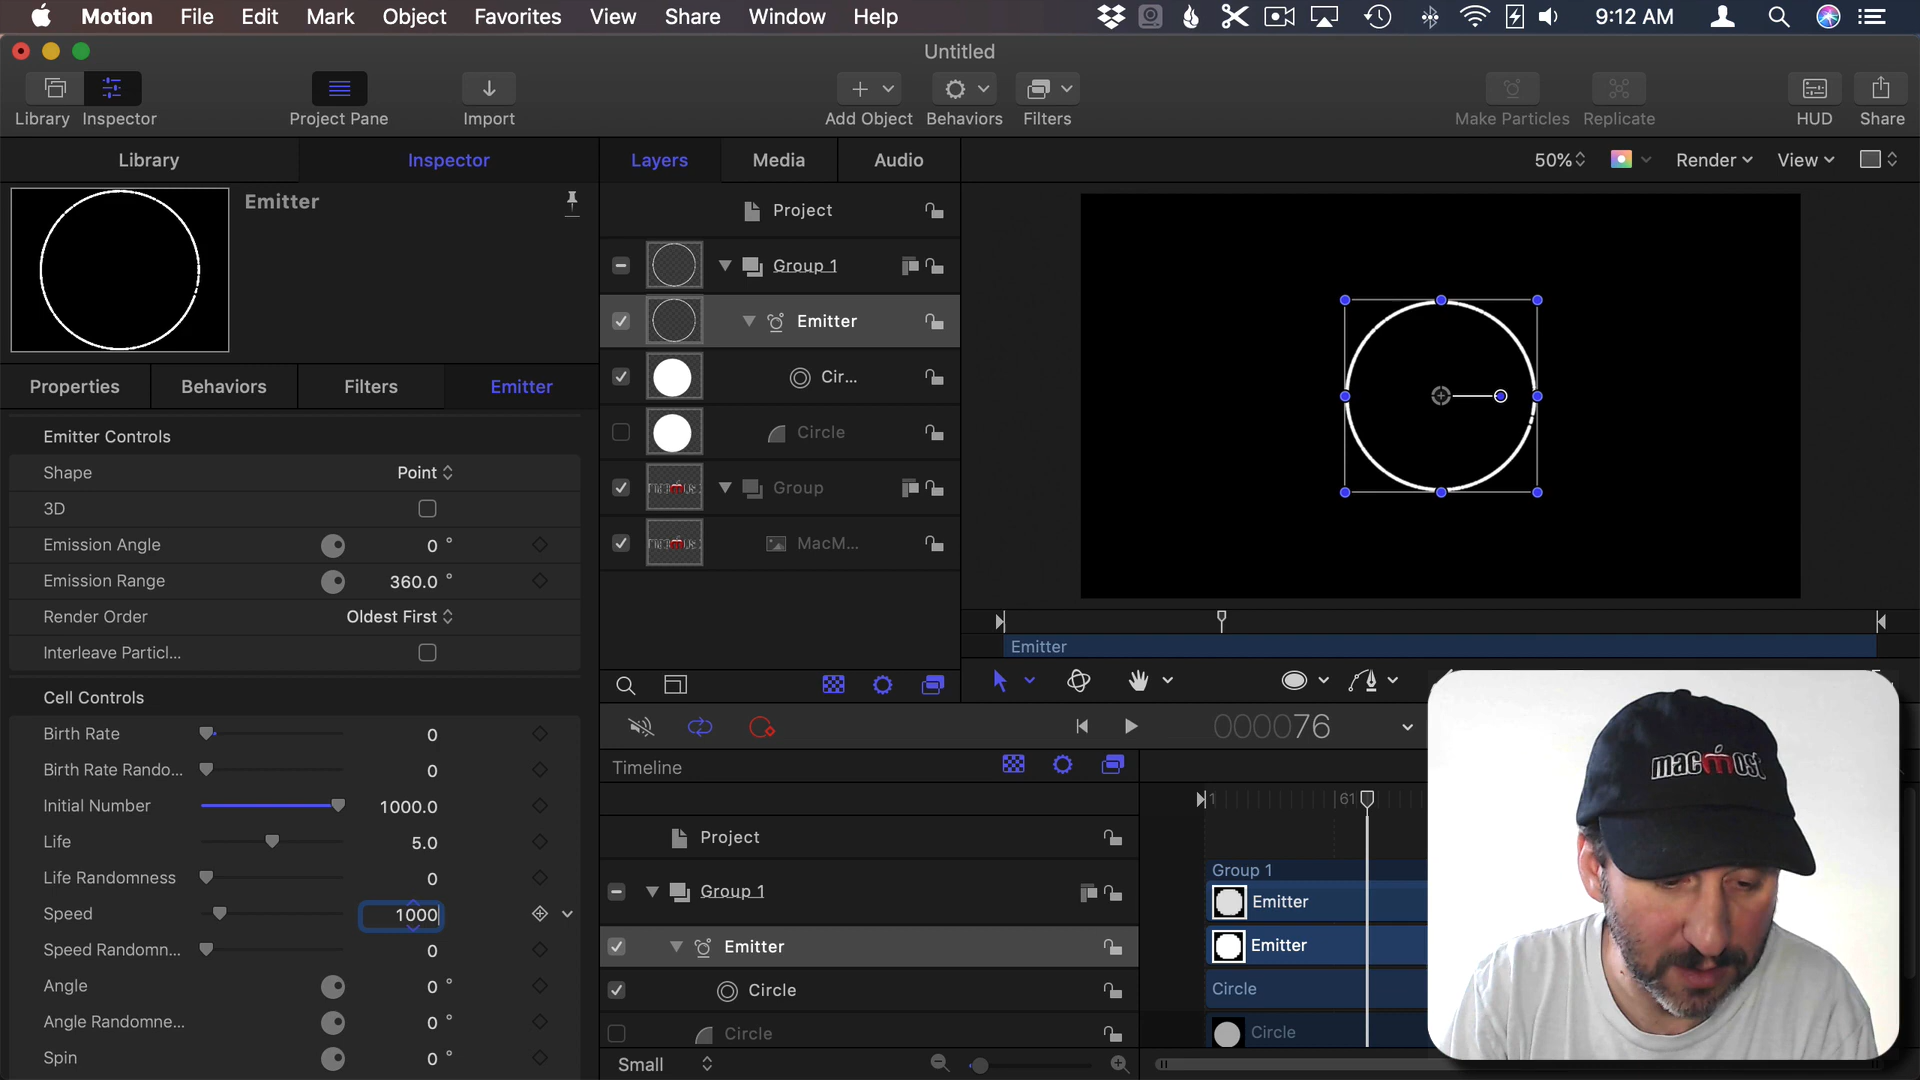 Motion File Edit Mark Object Favorites View Share Window Help 9:12 AM
Untitled
Library Inspector Project Pane Import Add Object Behaviors Filters Make Particles Replicate HUD Share
Library Inspector Layers Media Audio 50% Render View
Emitter
Project
Group 1
Emitter
Cir...
Circle
Group
MacM...
Properties Behaviors Filters Emitter
Emitter Controls
Shape Point
3D
Emission Angle 0 °
Emission Range 360.0 °
Render Order Oldest First
Interleave Particl...
Cell Controls
Birth Rate 0
Birth Rate Rando... 0
Initial Number 1000.0
Life 5.0
Life Randomness 0
Speed 1000
Speed Randomn... 0
Angle 0 °
Angle Randomne... 0 °
Spin 0 °
Emitter
000076
Timeline
1 61
Project
Group 1 Group 1
Emitter
Emitter Emitter
Circle Circle
Circle Circle
Small
macmost